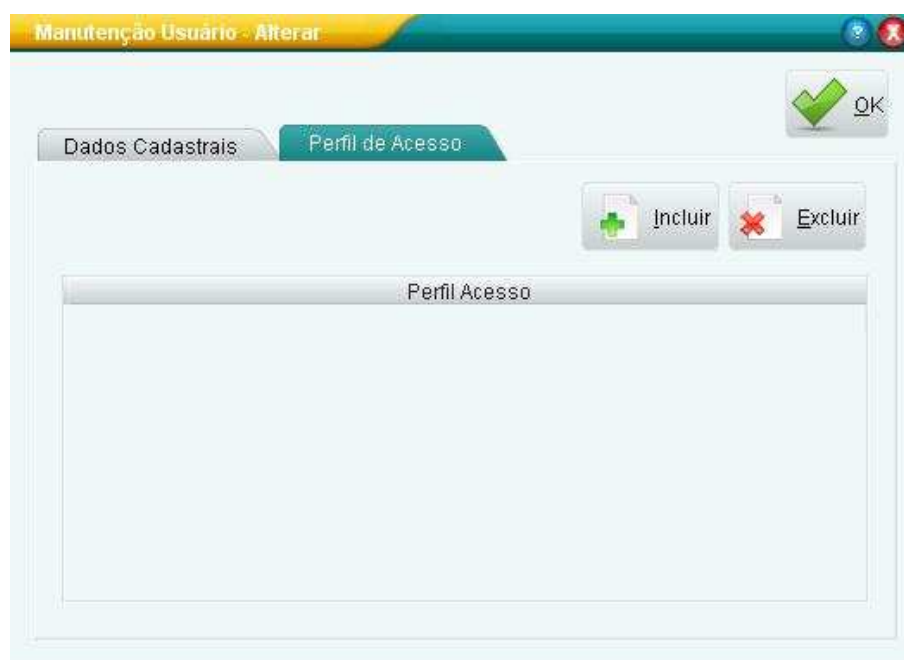 Manutenção Usuário - Alterar
OK
Dados Cadastrais
Perfil de Acesso
Incluir
Excluir
Perfil Acesso